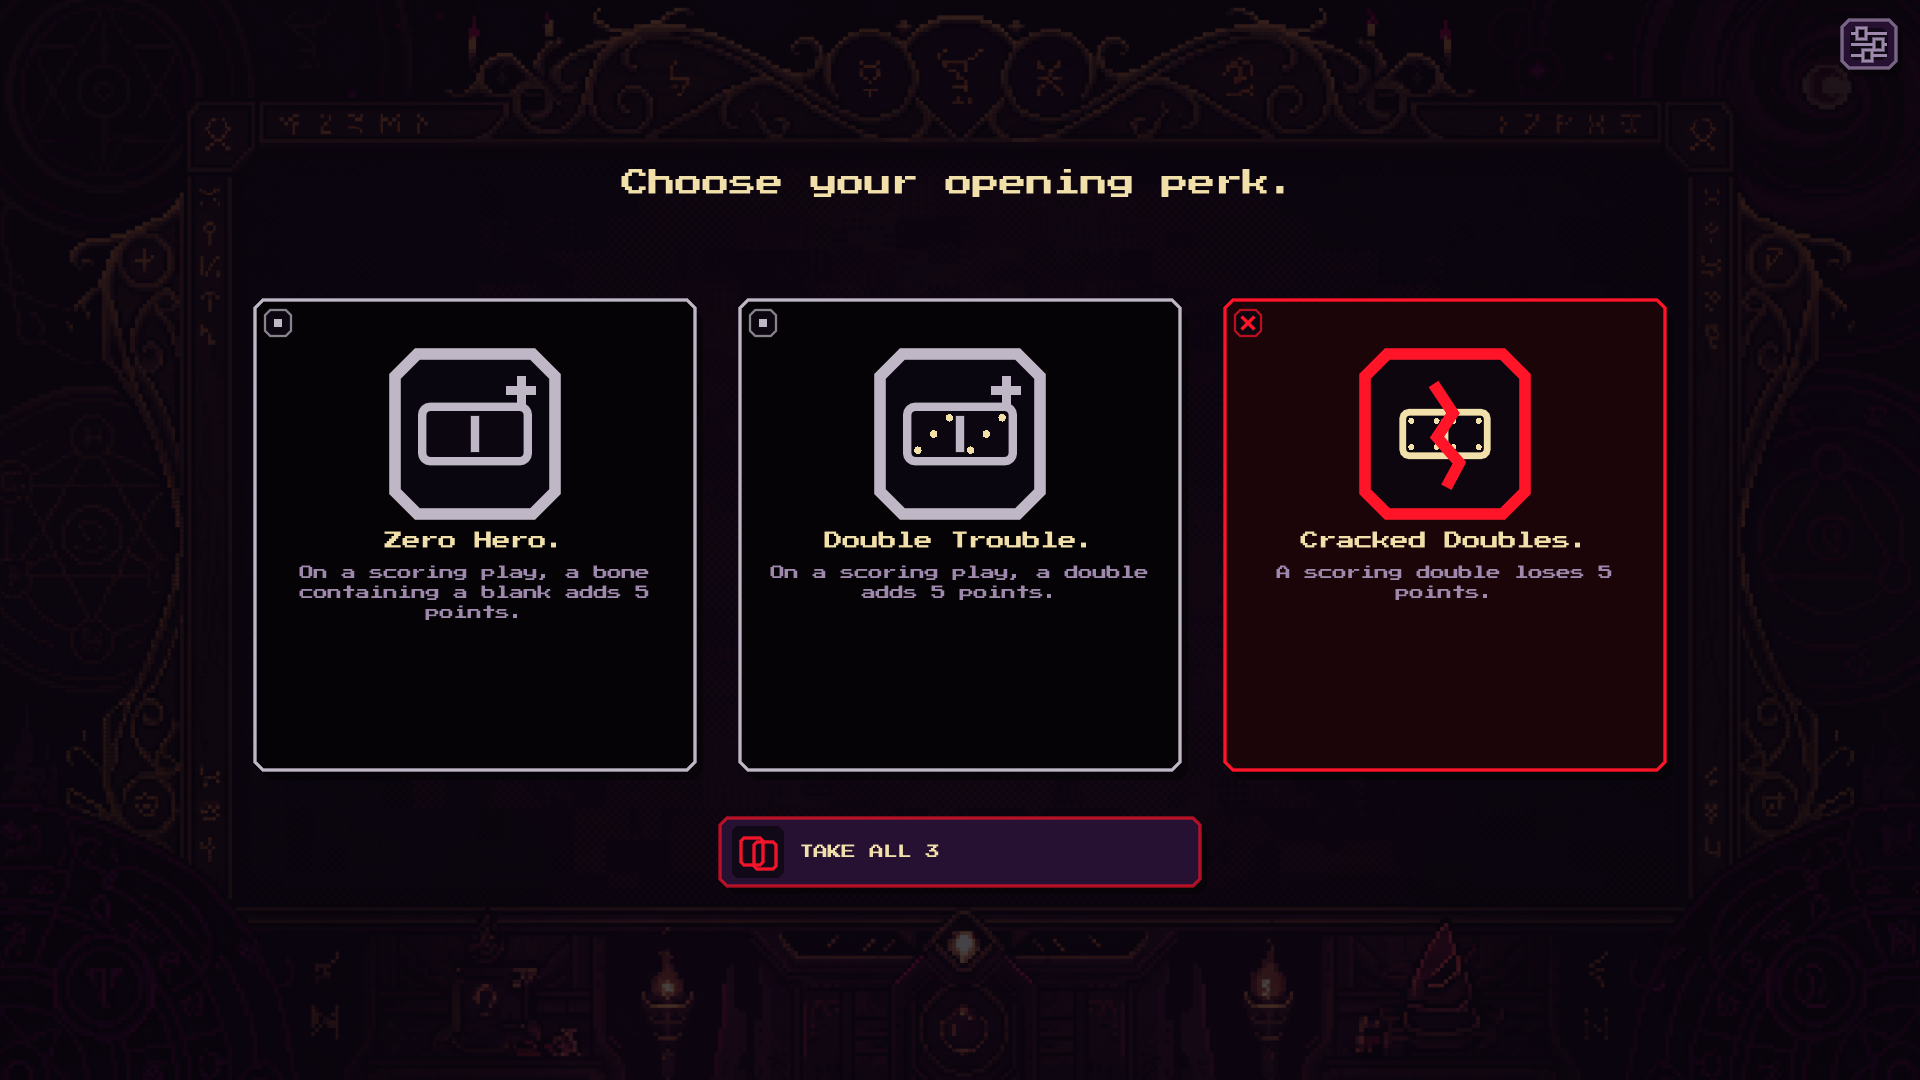 Choose your opening perk.
Zero Hero.
On a scoring play, a bone
containing a blank adds 5
points.
Double Trouble.
On a scoring play, a double
adds 5 points.
Cracked Doubles.
A scoring double loses 5
points.
TAKE ALL 3